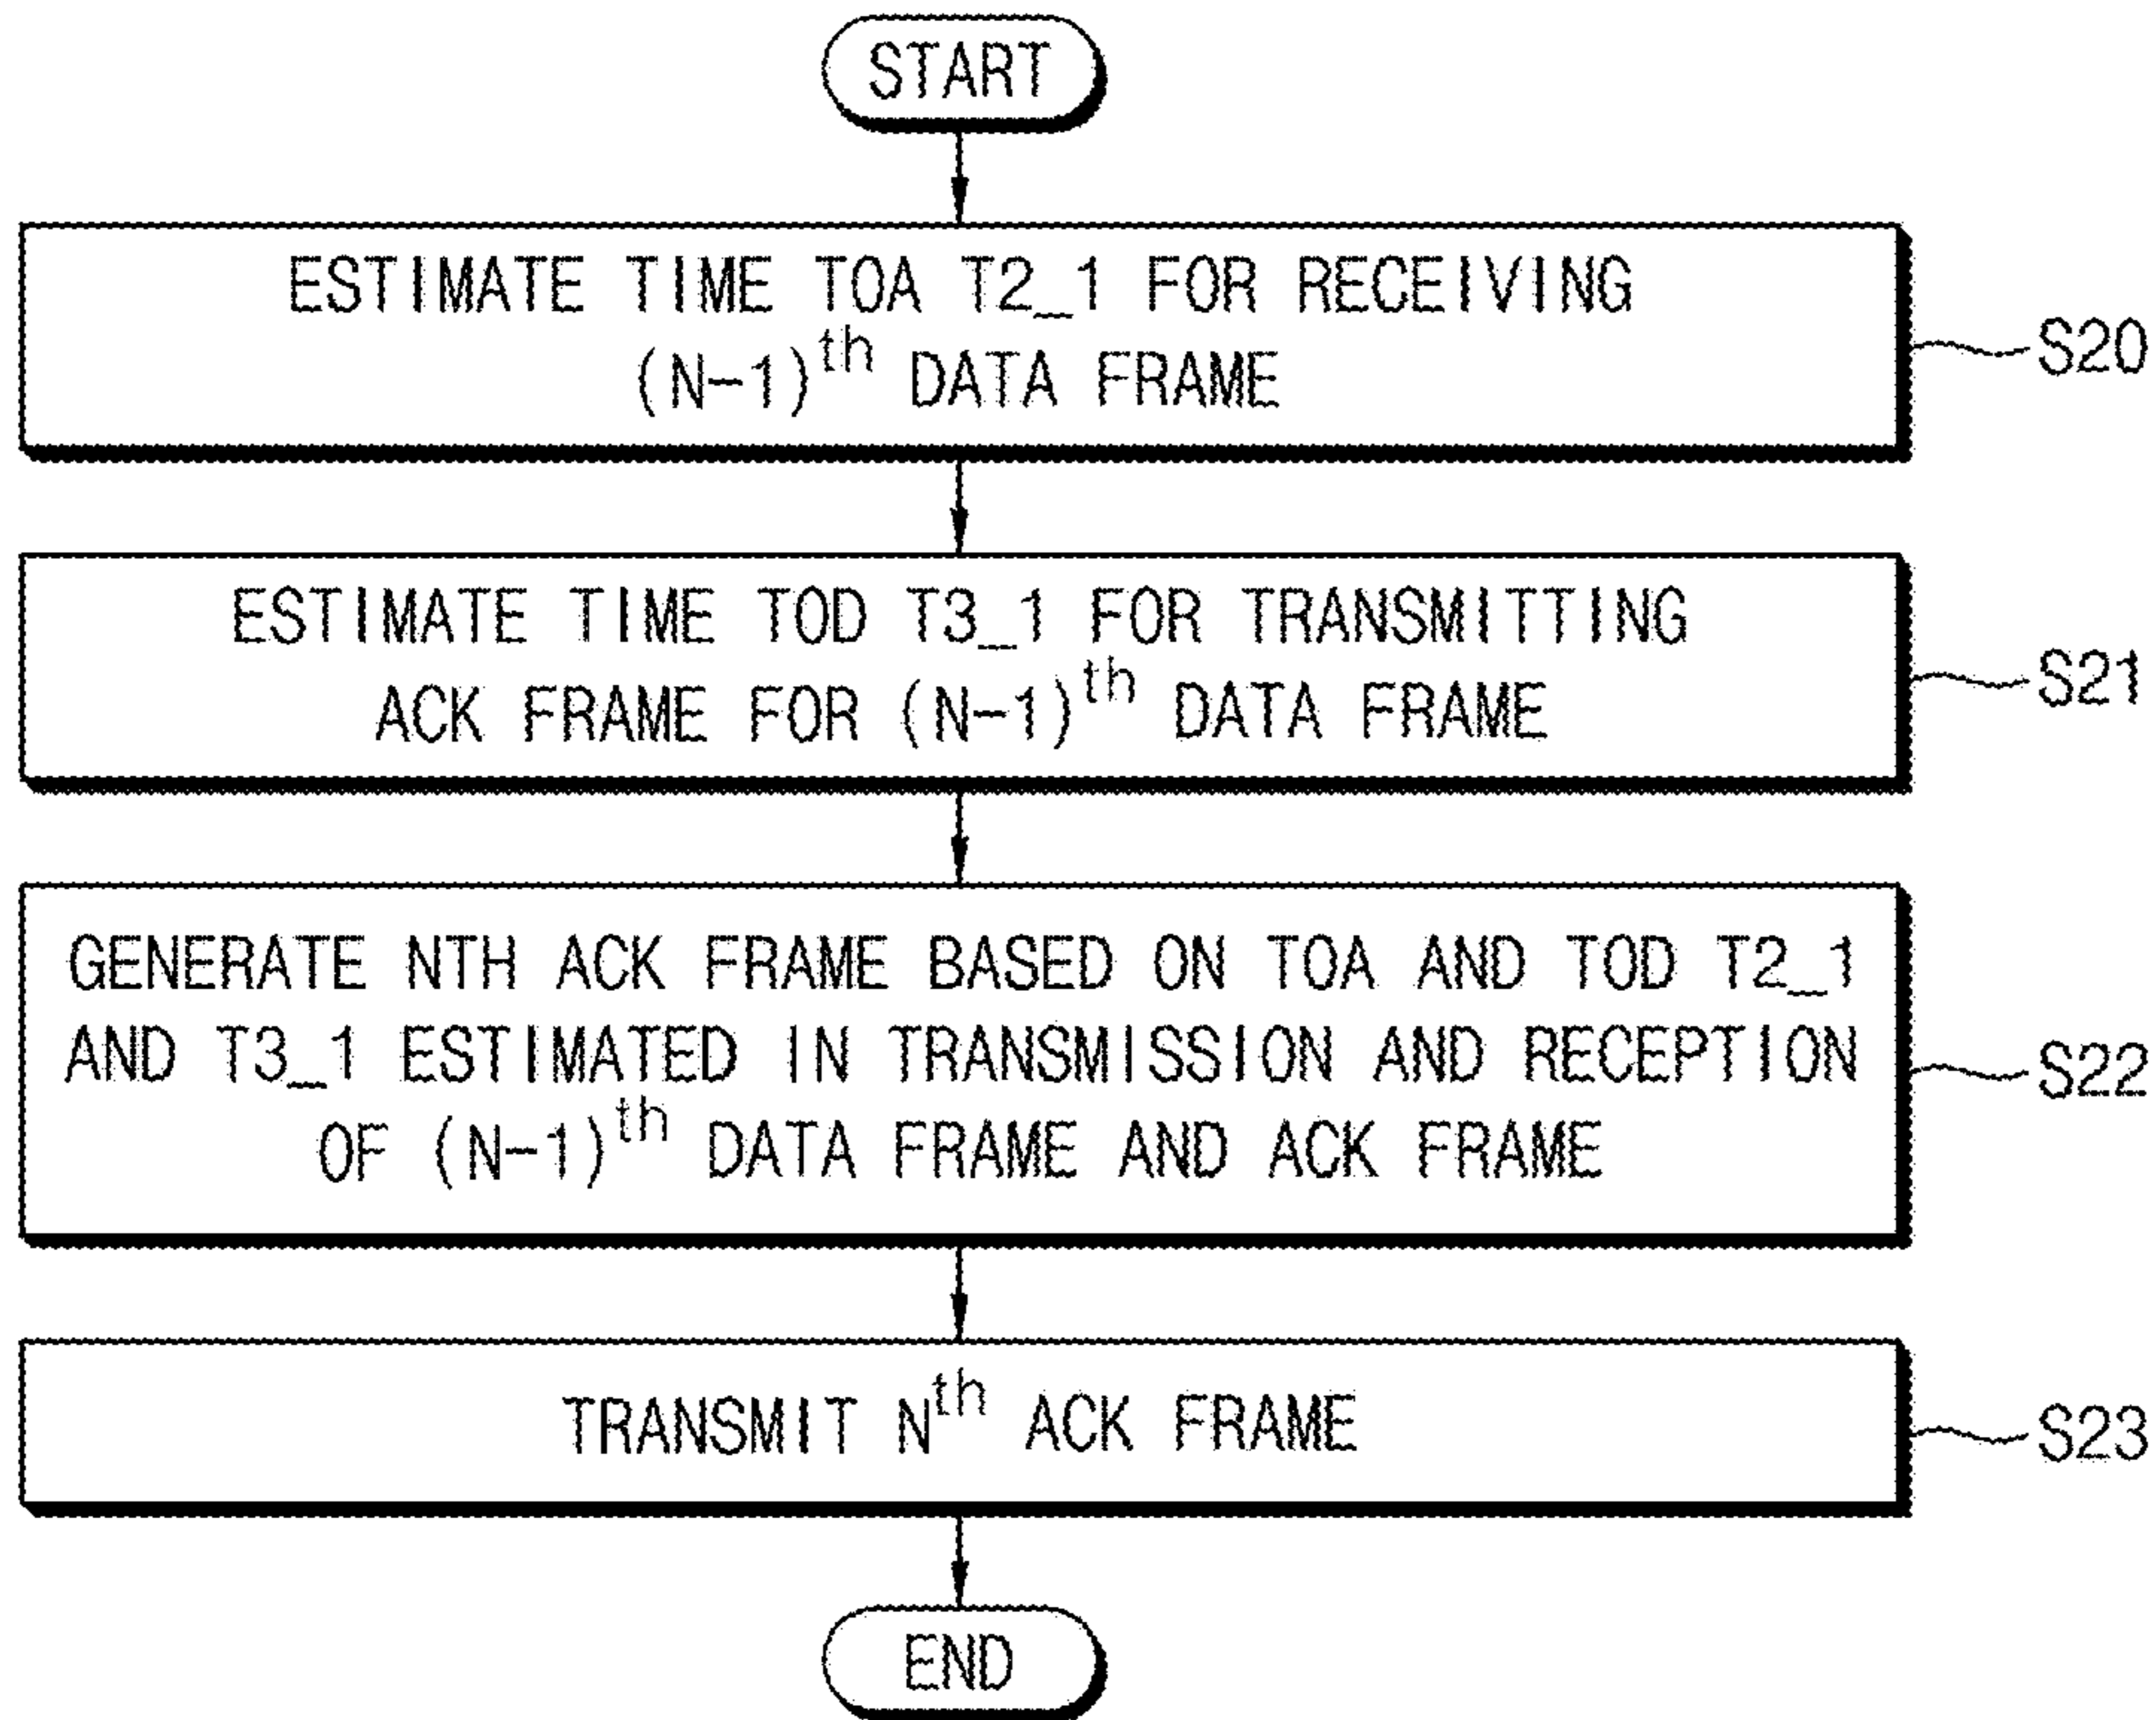 START
ESTIMATE TIME TOA T2_1 FOR RECEIVING
(N-1)th DATA FRAME
S20
ESTIMATE TIME TOD T3_1 FOR TRANSMITTING
ACK FRAME FOR (N-1)th DATA FRAME
S21
GENERATE NTH ACK FRAME BASED ON TOA AND TOD T2_1
AND T3_1 ESTIMATED IN TRANSMISSION AND RECEPTION
OF (N-1)th DATA FRAME AND ACK FRAME
S22
TRANSMIT Nth ACK FRAME
S23
END